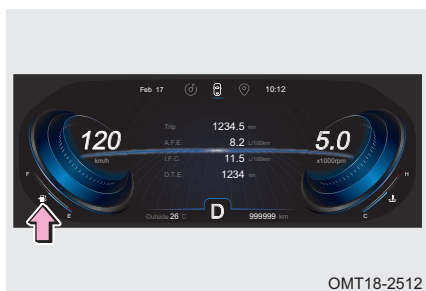 Feb 17 10:12
120
km/h
5.0
x1000rpm
Trip 1234.5 km
A.F.E. 8.2 L/100km
I.F.C. 11.5 L/100km
D.T.E. 1234 km
F
H
E
C
Outside 26 °C D 999999 km
OMT18-2512